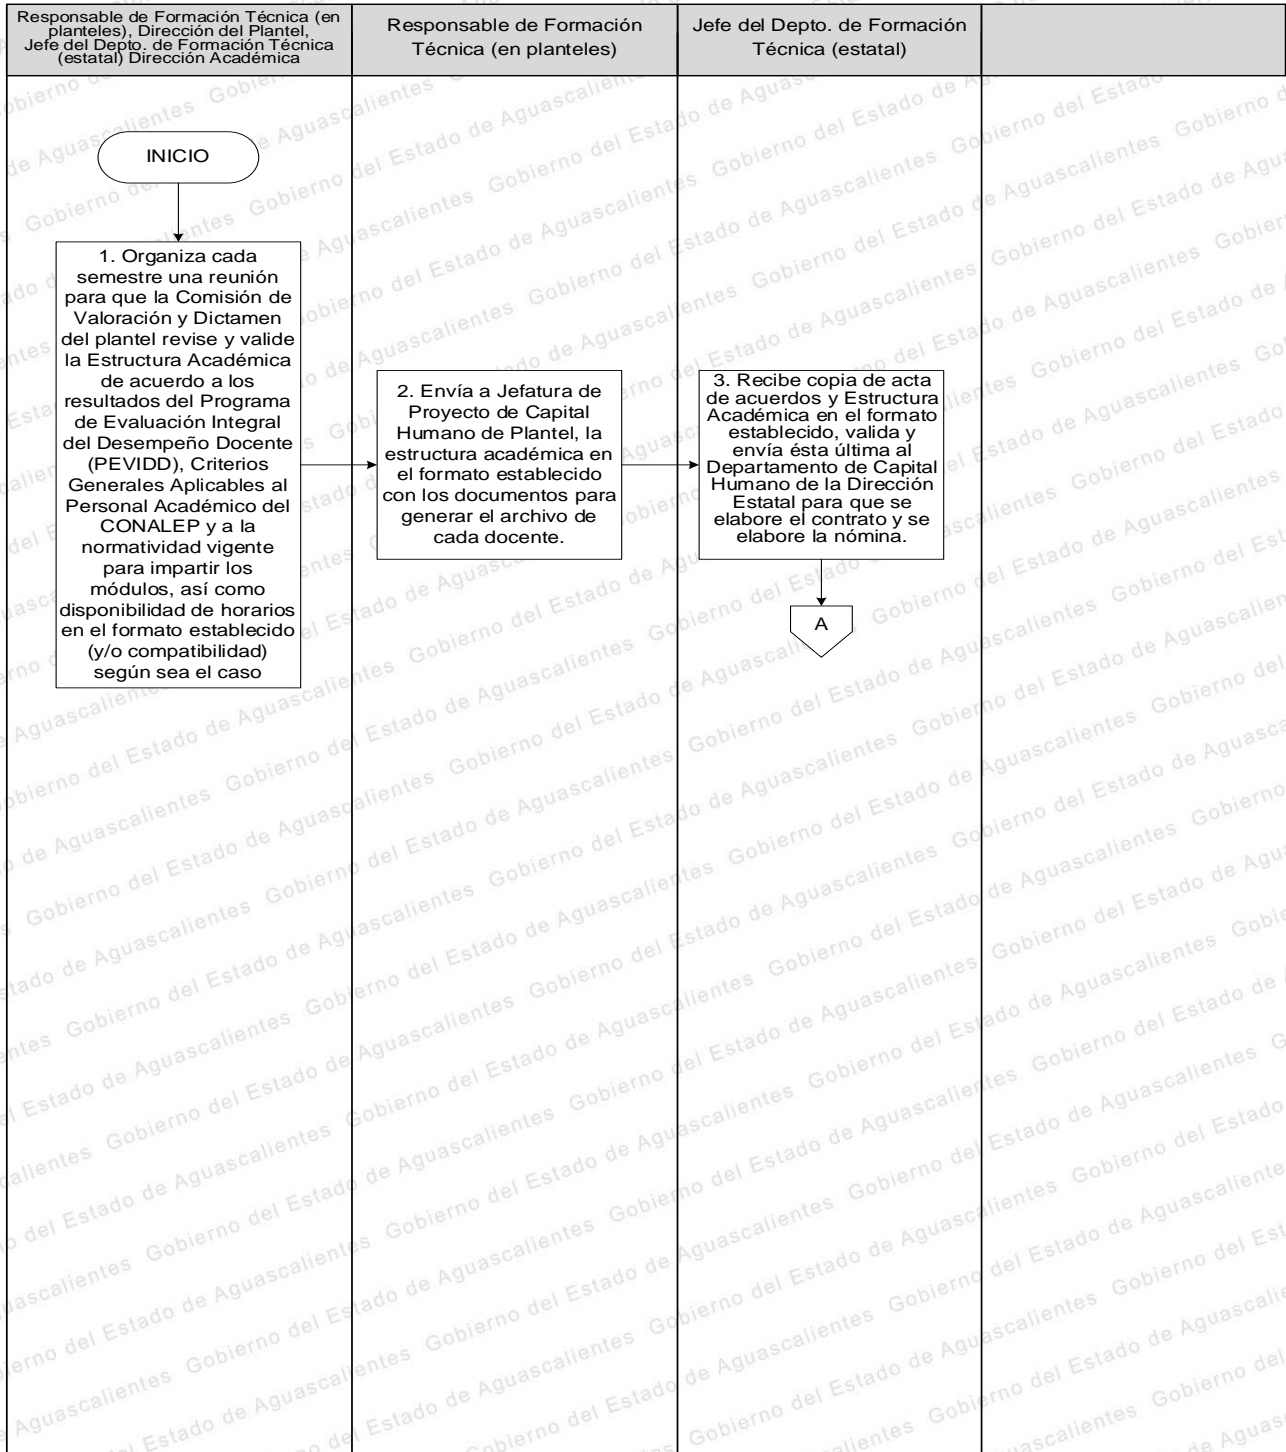 Responsable de Formación Técnica (en
planteles), Dirección del Plantel,
Jefe del Depto. de Formación Técnica
(estatal) Dirección Académica
Responsable de Formación
Técnica (en planteles)
Jefe del Depto. de Formación
Técnica (estatal)
INICIO
1. Organiza cada
semestre una reunión
para que la Comisión de
Valoración y Dictamen
del plantel revise y valide
la Estructura Académica
de acuerdo a los
resultados del Programa
de Evaluación Integral
del Desempeño Docente
(PEVIDD), Criterios
Generales Aplicables al
Personal Académico del
CONALEP y a la
normatividad vigente
para impartir los
módulos, así como
disponibilidad de horarios
en el formato establecido
(y/o compatibilidad)
según sea el caso
2. Envía a Jefatura de
Proyecto de Capital
Humano de Plantel, la
estructura académica en
el formato establecido
con los documentos para
generar el archivo de
cada docente.
3. Recibe copia de acta
de acuerdos y Estructura
Académica en el formato
establecido, valida y
envía ésta última al
Departamento de Capital
Humano de la Dirección
Estatal para que se
elabore el contrato y se
elabore la nómina.
A
Gobierno del Estado de Aguascalientes